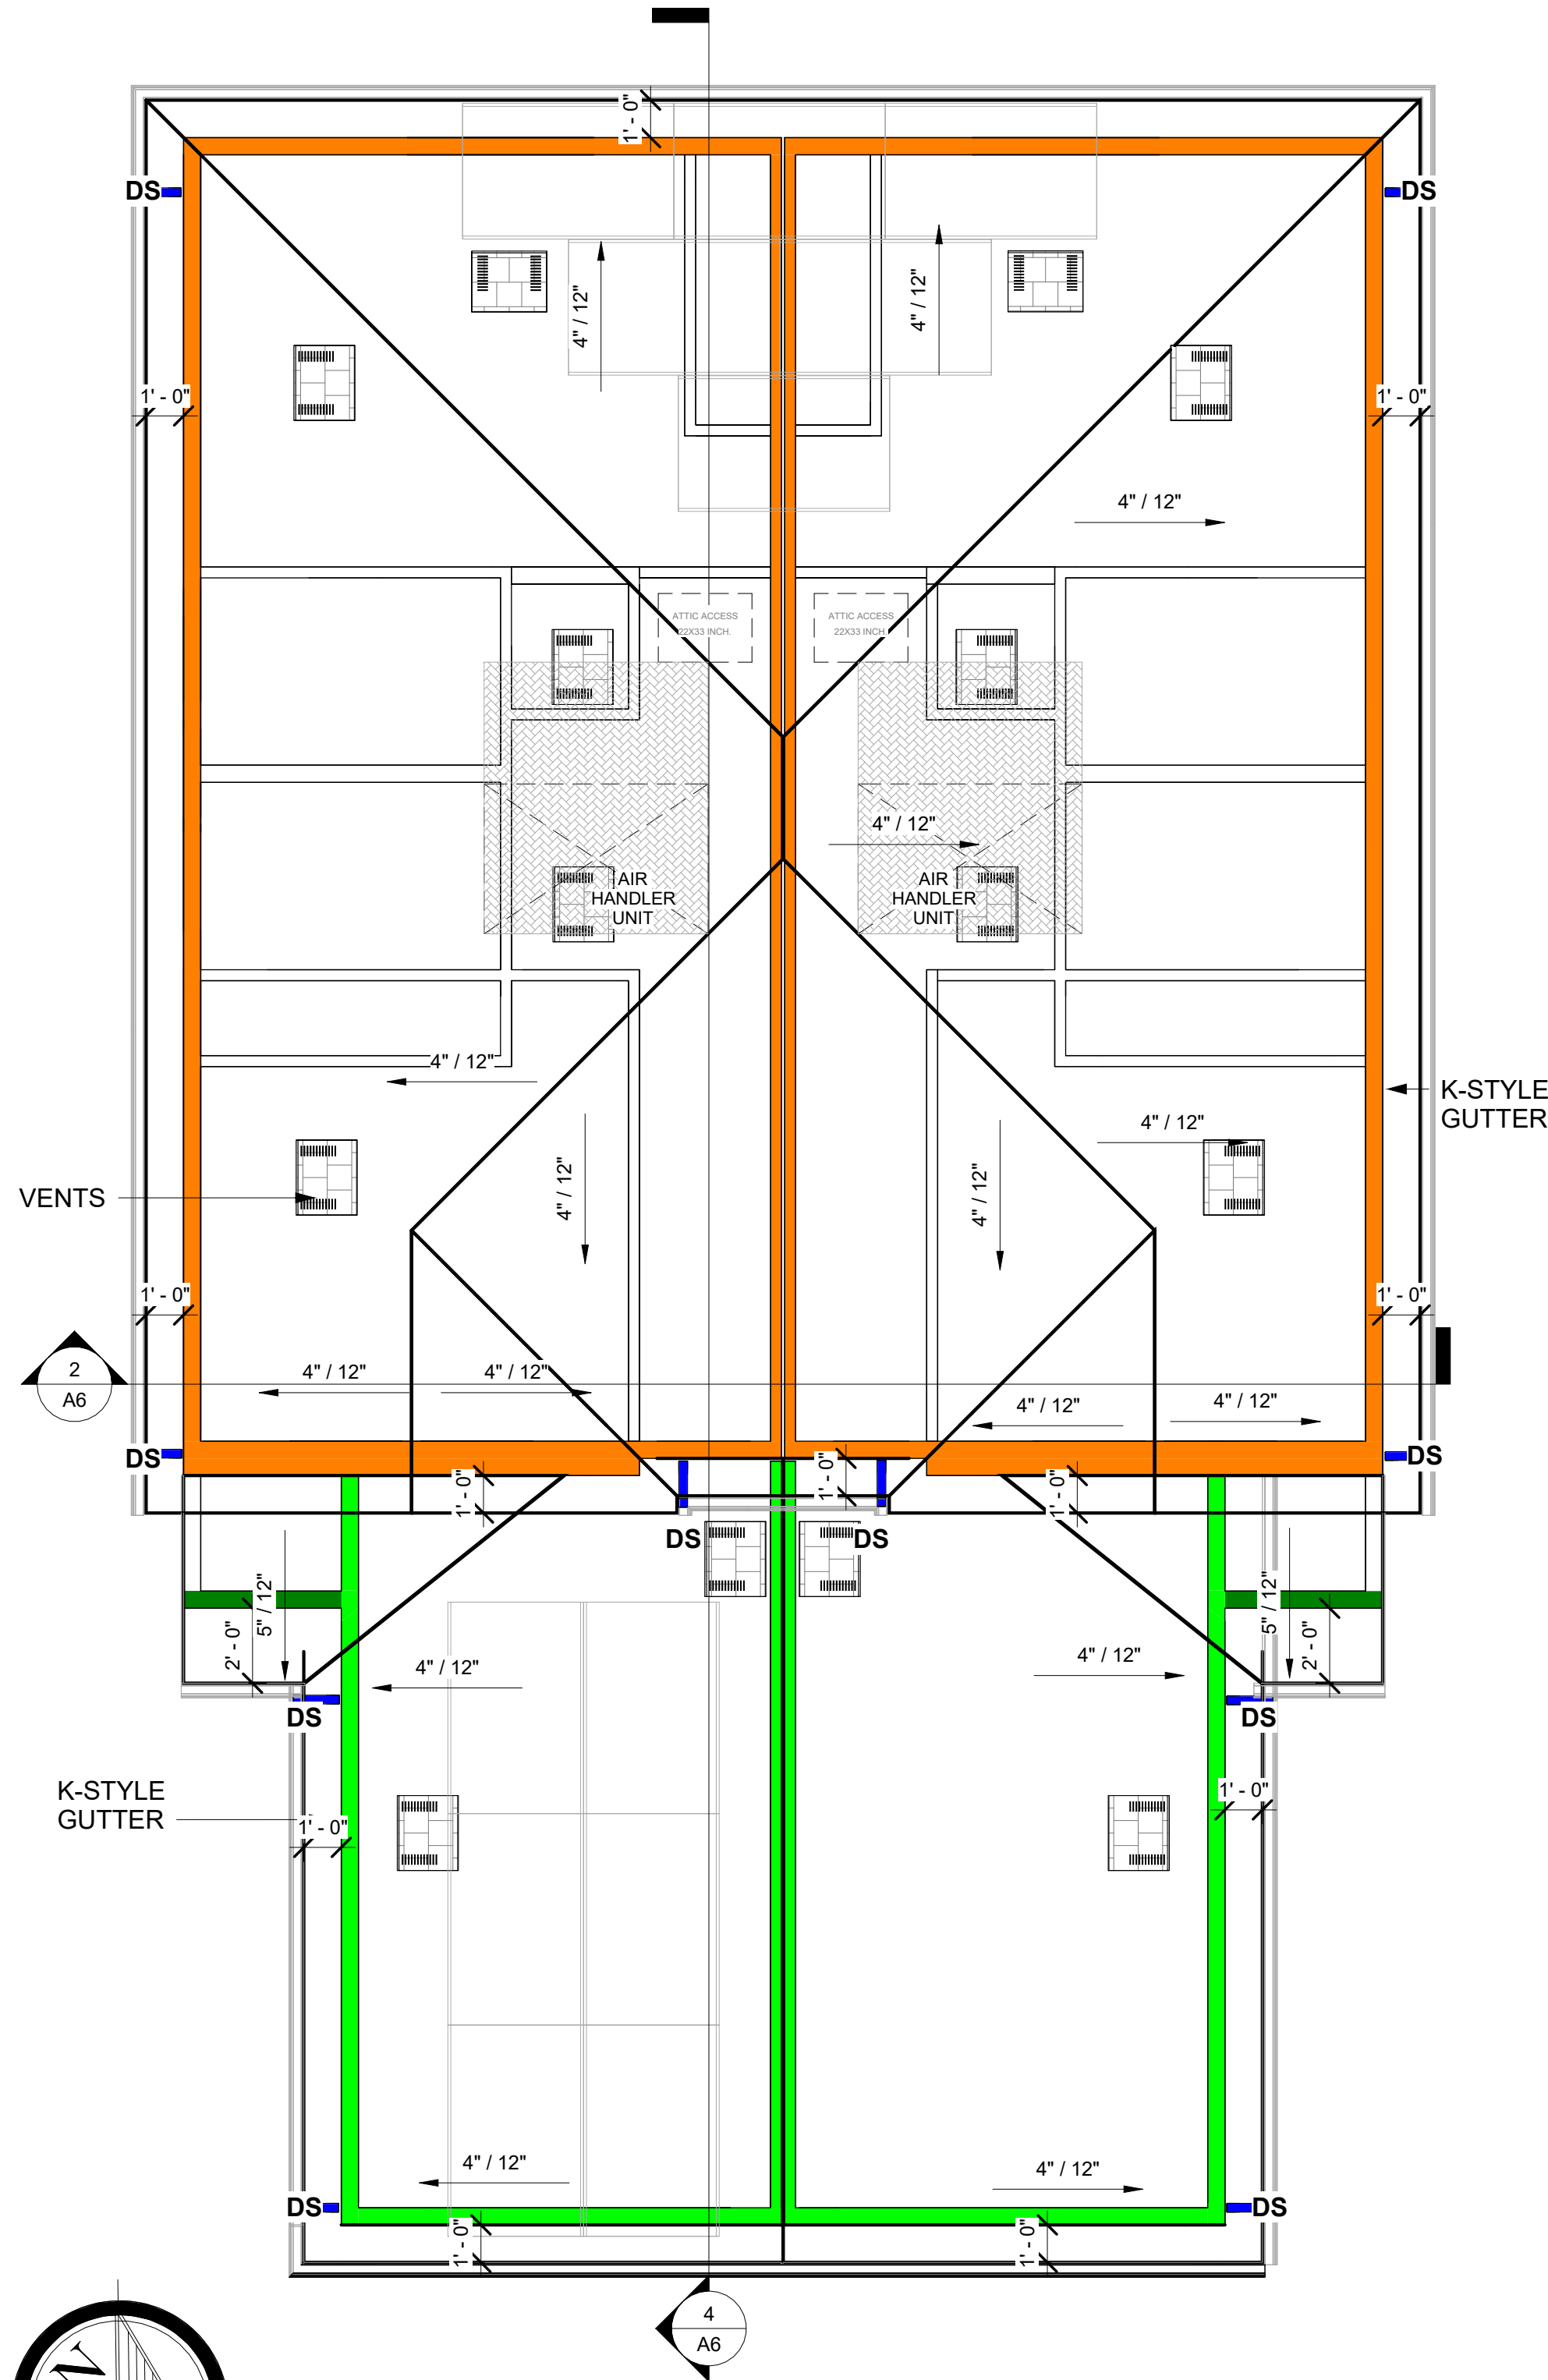 1' - 0"
DS
DS
4" / 12"
4" / 12"
1' - 0"
1' - 0"
4" / 12"
ATTIC ACCESS
22X33 INCH.
ATTIC ACCESS
22X33 INCH.
4" / 12"
AIR
HANDLER
UNIT
AIR
HANDLER
UNIT
4" / 12"
K-STYLE
GUTTER
4" / 12"
4" / 12"
4" / 12"
VENTS
1' - 0"
1' - 0"
2
A6
4" / 12"
4" / 12"
4" / 12"
4" / 12"
DS
DS
1' - 0"
1' - 0"
1' - 0"
DS
DS
5" / 12"
5" / 12"
2' - 0"
2' - 0"
4" / 12"
4" / 12"
DS
DS
K-STYLE
GUTTER
1' - 0"
1' - 0"
4" / 12"
4" / 12"
DS
DS
1' - 0"
1' - 0"
4
A6
N